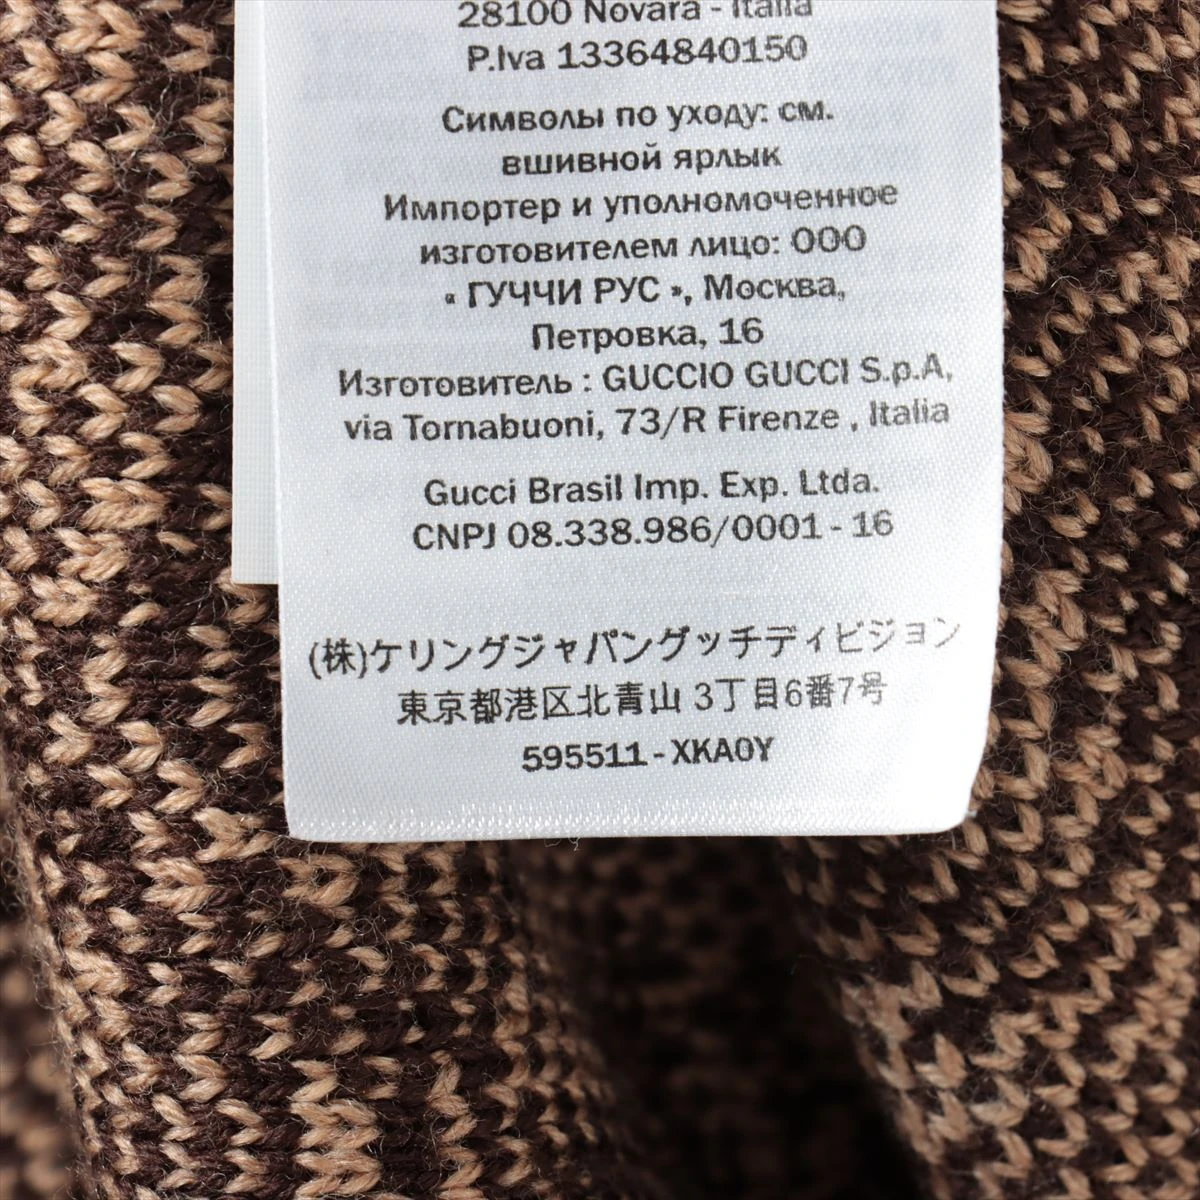 28100 Novara - Italia
P.Iva 13364840150
Символы по уходу: см.
вшивной ярлык
Импортер и уполномоченное
изготовителем лицо: ООО
« ГУЧЧИ РУС », Москва,
Петровка, 16
Изготовитель : GUCCIO GUCCI S.p.A,
via Tornabuoni, 73/R Firenze , Italia
Gucci Brasil Imp. Exp. Ltda.
CNPJ 08.338.986/0001 - 16
(株)ケリングジャパングッチディビジョン
東京都港区北青山 3丁目6番7号
595511 - XKA0Y